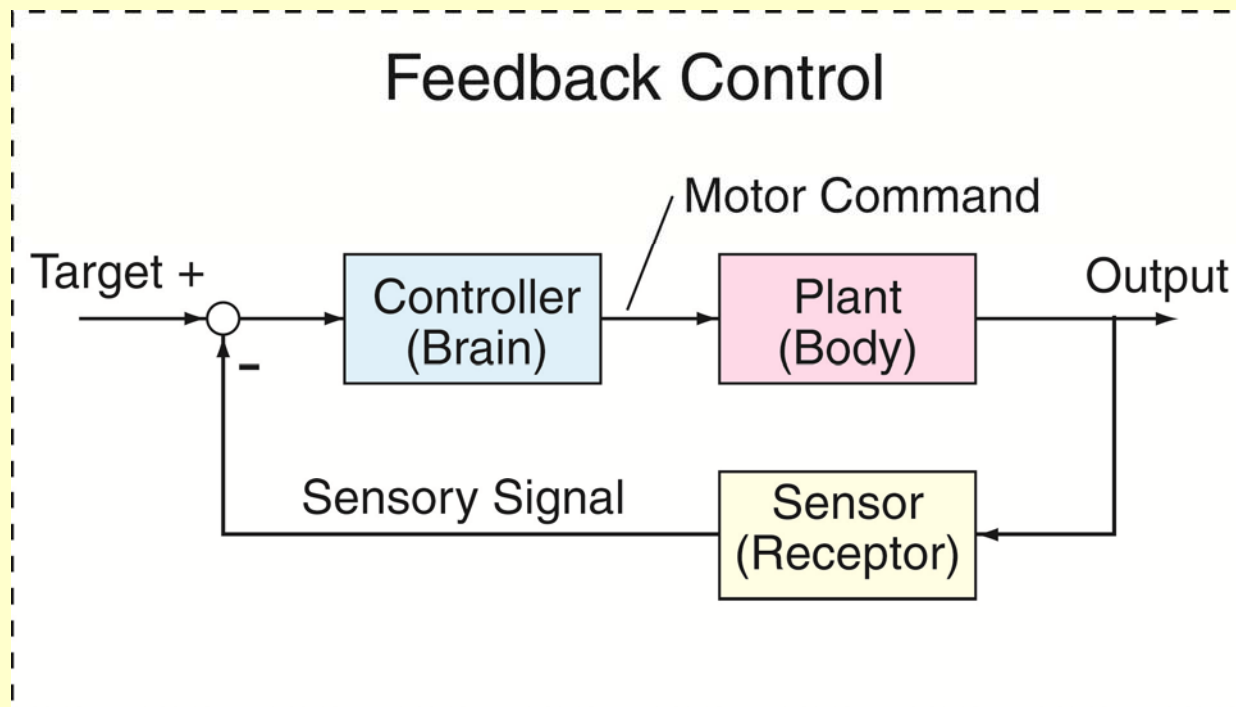 Feedback Control
Motor Command
Target +
Controller
(Brain)
Plant
(Body)
Output
-
Sensory Signal
Sensor
(Receptor)